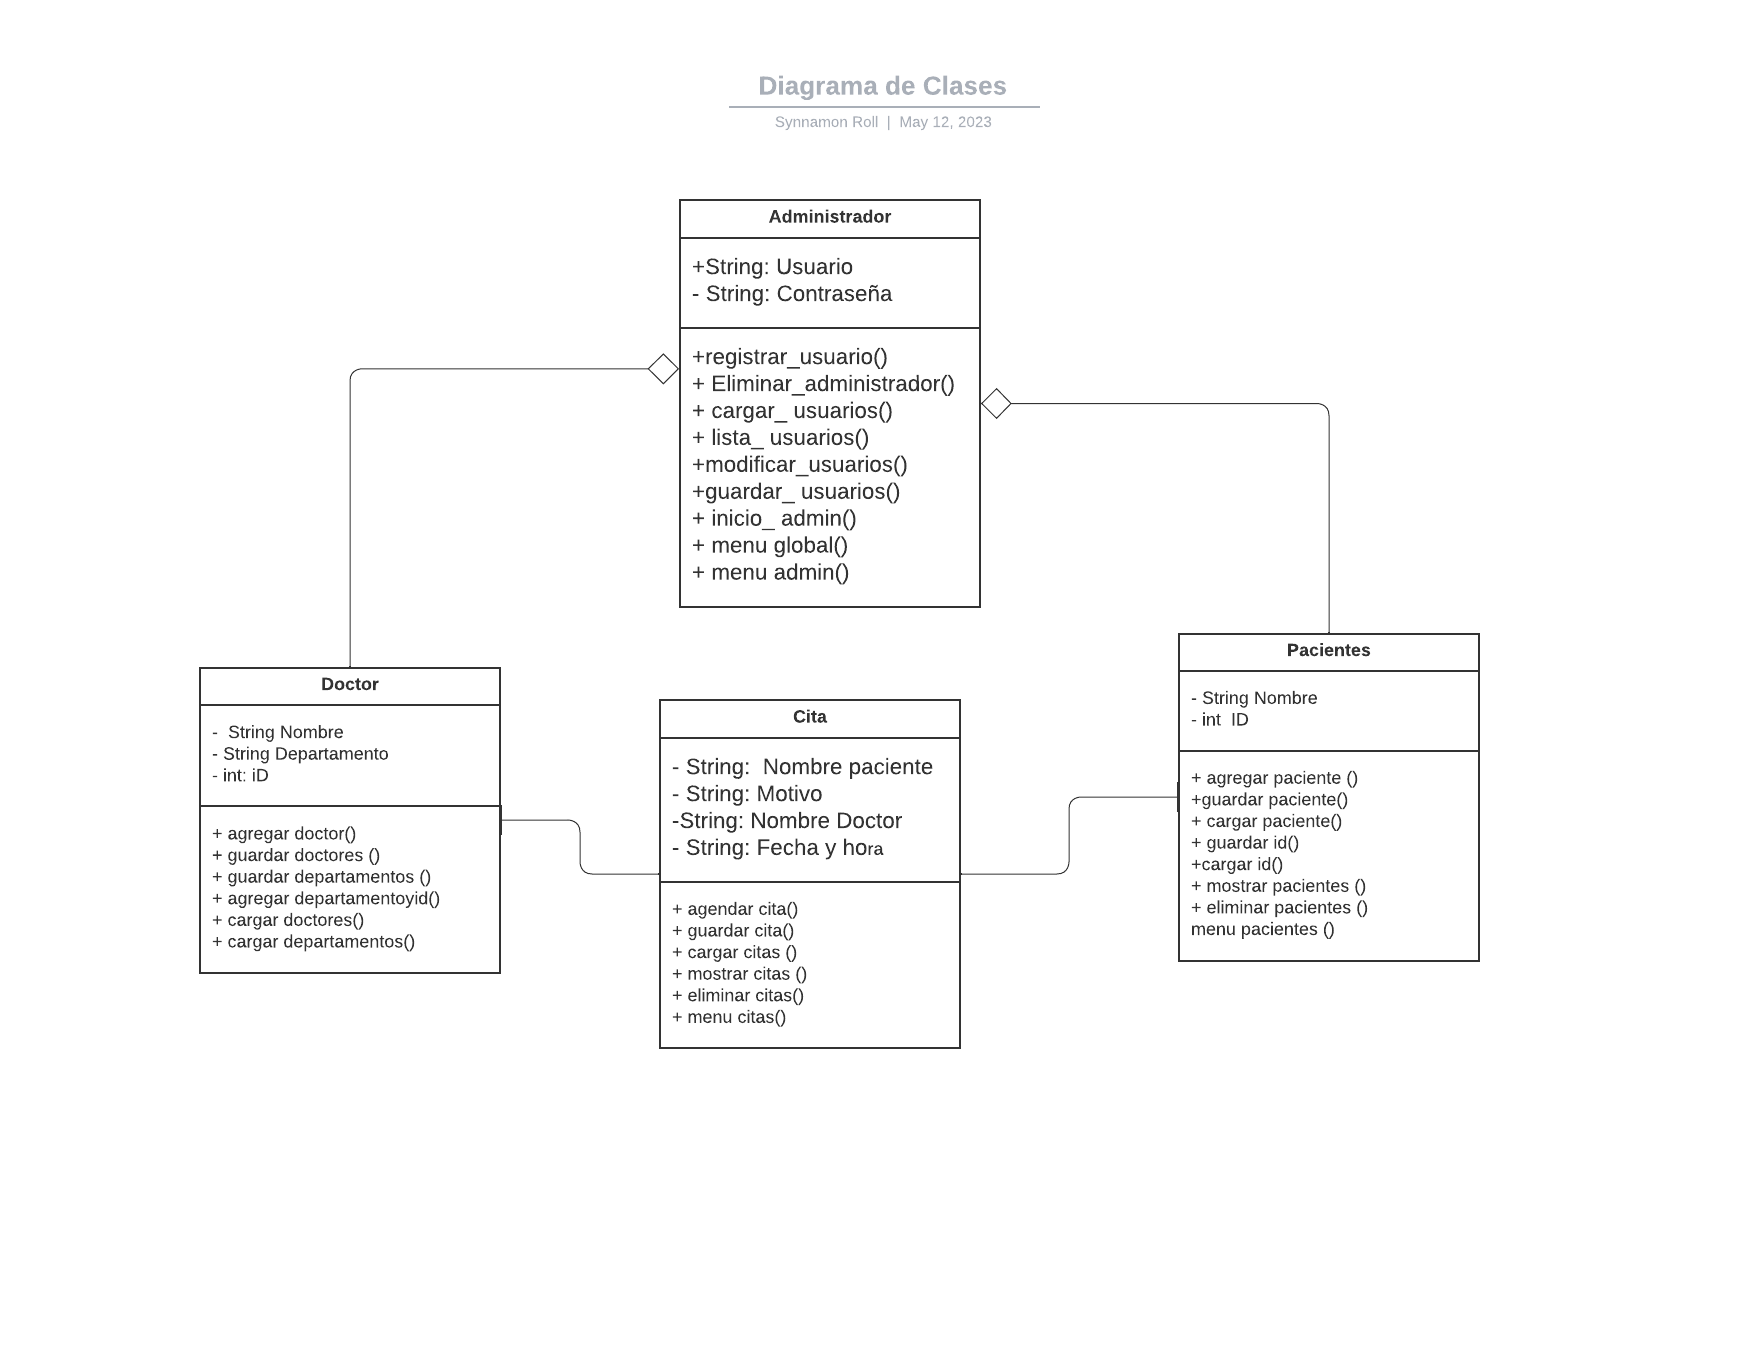 Diagrama de Clases
Synnamon Roll | May 12, 2023
Administrador
+String: Usuario
- String: Contraseña
+registrar_usuario()
+ Eliminar_administrador()
+ cargar_ usuarios()
+ lista_ usuarios()
+modificar_usuarios()
+guardar_ usuarios()
+ inicio_ admin()
+ menu global()
+ menu admin()
Doctor
-  String Nombre
- String Departamento
- int: iD
+ agregar doctor()
+ guardar doctores ()
+ guardar departamentos ()
+ agregar departamentoyid()
+ cargar doctores()
+ cargar departamentos()
Cita
- String:  Nombre paciente
- String: Motivo
-String: Nombre Doctor
- String: Fecha y hora
+ agendar cita()
+ guardar cita()
+ cargar citas ()
+ mostrar citas ()
+ eliminar citas()
+ menu citas()
Pacientes
- String Nombre
- int  ID
+ agregar paciente ()
+guardar paciente()
+ cargar paciente()
+ guardar id()
+cargar id()
+ mostrar pacientes ()
+ eliminar pacientes ()
menu pacientes ()